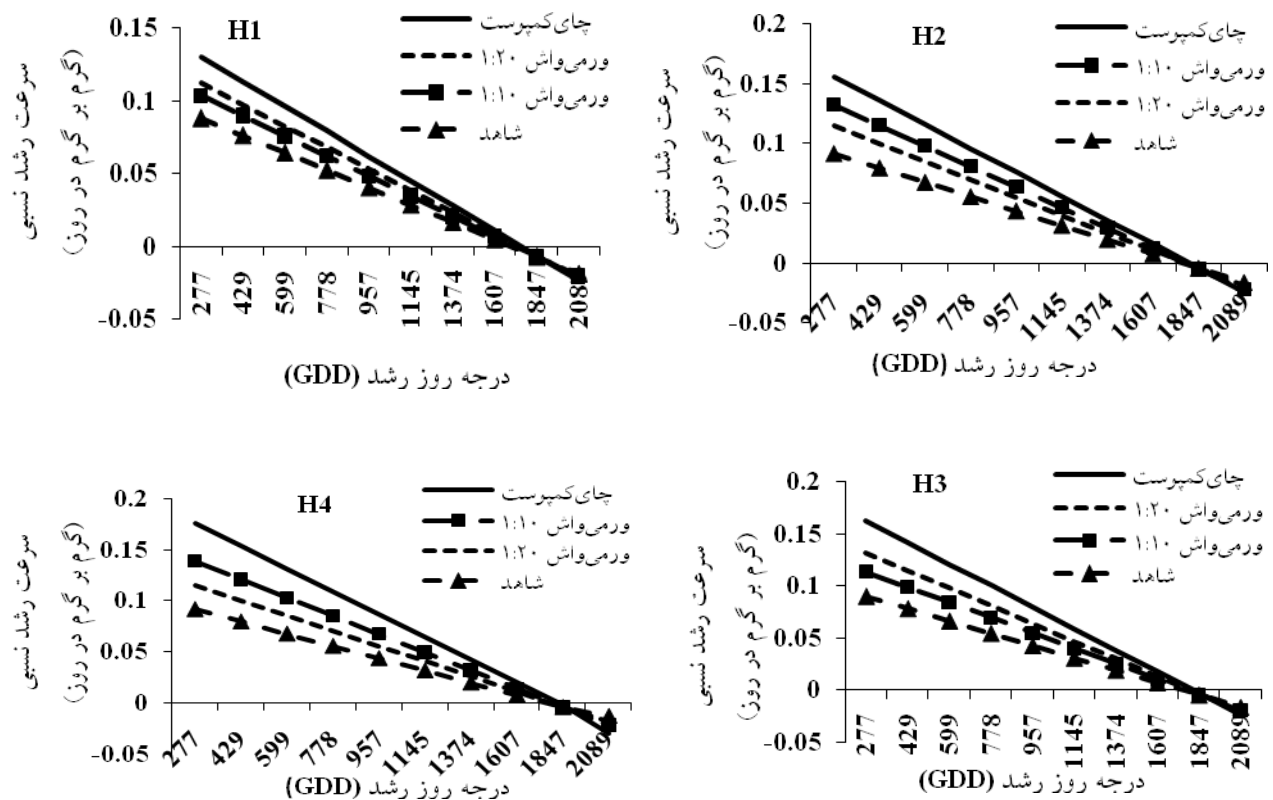 H1
چای‌کمپوست
ورمی‌واش ۱:۲۰
ورمی‌واش ۱:۱۰
شاهد
سرعت رشد نسبی
(گرم بر گرم در روز)
0.15
0.1
0.05
0
-0.05
277
429
599
778
957
1145
1374
1607
1847
2089
درجه روز رشد (GDD)
H2
چای‌کمپوست
ورمی‌واش ۱:۱۰
ورمی‌واش ۱:۲۰
شاهد
سرعت رشد نسبی
(گرم بر گرم در روز)
0.2
0.15
0.1
0.05
0
-0.05
277
429
599
778
957
1145
1374
1607
1847
2089
درجه روز رشد (GDD)
H4
چای‌کمپوست
ورمی‌واش ۱:۱۰
ورمی‌واش ۱:۲۰
شاهد
سرعت رشد نسبی
(گرم بر گرم در روز)
0.2
0.15
0.1
0.05
0
-0.05
277
429
599
778
957
1145
1374
1607
1847
2089
درجه روز رشد (GDD)
H3
چای‌کمپوست
ورمی‌واش ۱:۲۰
ورمی‌واش ۱:۱۰
شاهد
سرعت رشد نسبی
(گرم بر گرم در روز)
0.2
0.15
0.1
0.05
0
-0.05
277
429
599
778
957
1145
1374
1607
1847
2089
درجه روز رشد (GDD)